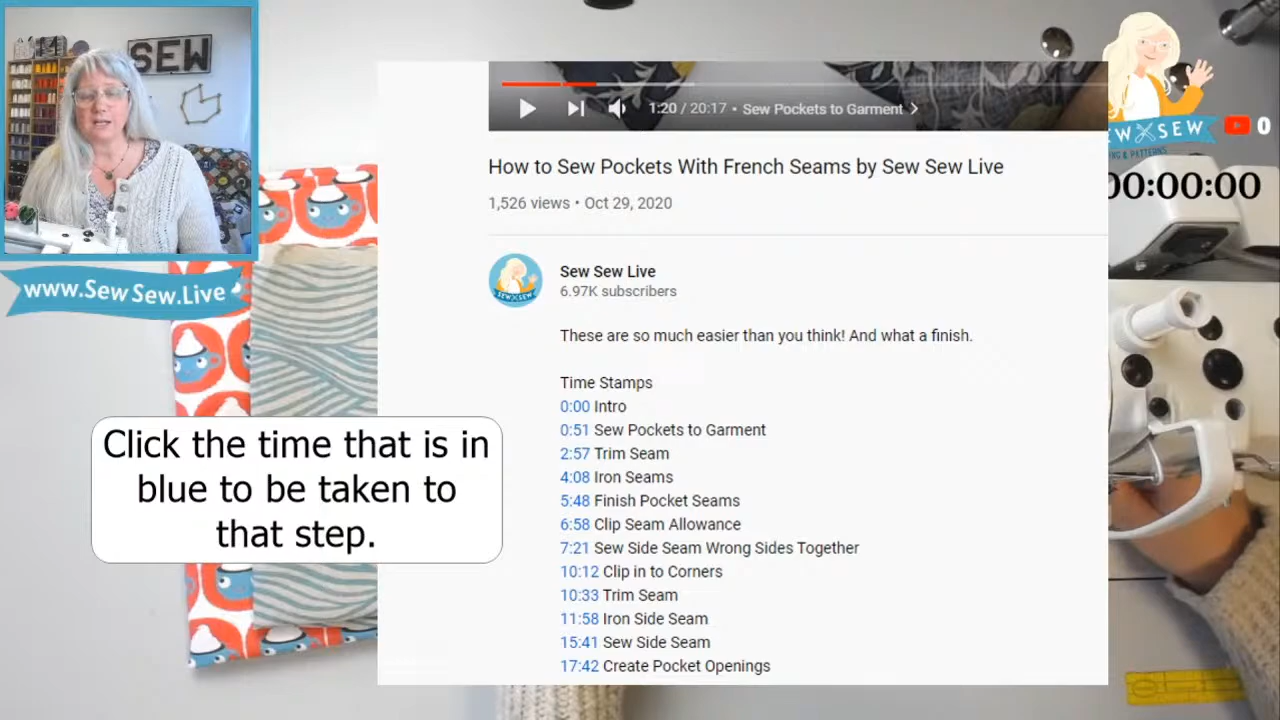 SEW
www.SewSew.Live
1:20 / 20:17 • Sew Pockets to Garment
How to Sew Pockets With French Seams by Sew Sew Live
1,526 views • Oct 29, 2020
Sew Sew Live
6.97K subscribers
These are so much easier than you think! And what a finish.
Time Stamps
0:00 Intro
0:51 Sew Pockets to Garment
2:57 Trim Seam
4:08 Iron Seams
5:48 Finish Pocket Seams
6:58 Clip Seam Allowance
7:21 Sew Side Seam Wrong Sides Together
10:12 Clip in to Corners
10:33 Trim Seam
11:58 Iron Side Seam
15:41 Sew Side Seam
17:42 Create Pocket Openings
Click the time that is in
blue to be taken to
that step.
SEW
0
00:00:00